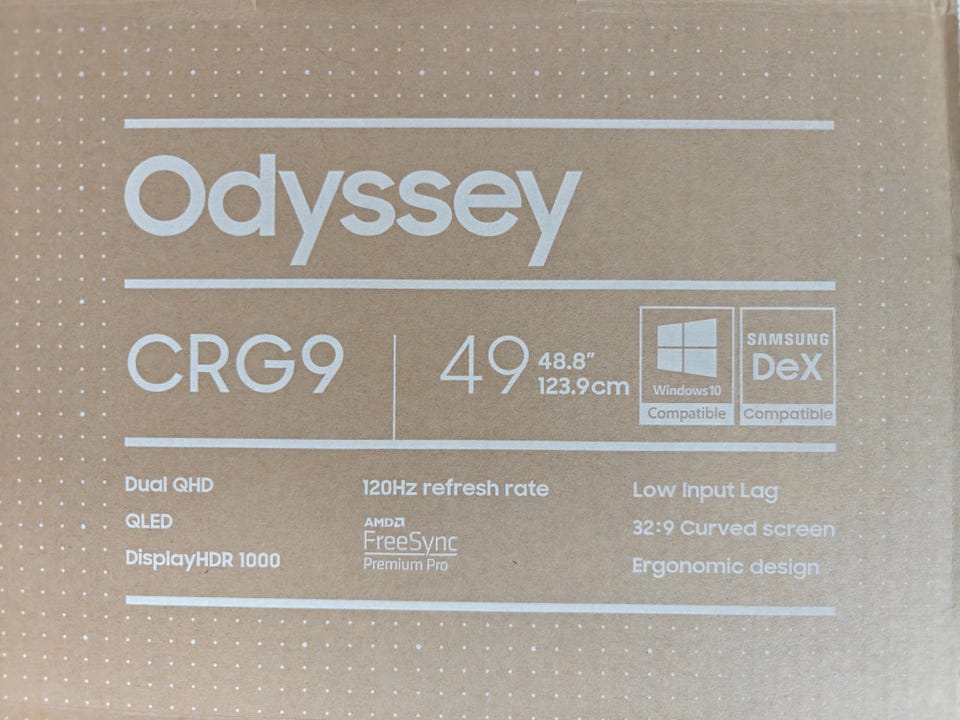 Odyssey
CRG9
49 48.8”
123.9cm
Windows 10
Compatible
SAMSUNG
DeX
Compatible
Dual QHD
QLED
DisplayHDR 1000
120Hz refresh rate
AMD
FreeSync
Premium Pro
Low Input Lag
32:9 Curved screen
Ergonomic design